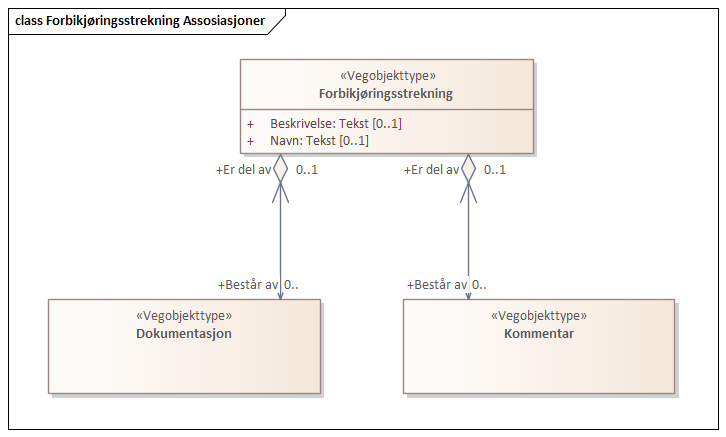 class Forbikjøringsstrekning Assosiasjoner
«Vegobjekttype»
Forbikjøringsstrekning
+ Beskrivelse: Tekst [0..1]
+ Navn: Tekst [0..1]
+Er del av 0..1 +Er del av 0..1
+Består av 0.. +Består av 0..
«Vegobjekttype» «Vegobjekttype»
Dokumentasjon Kommentar